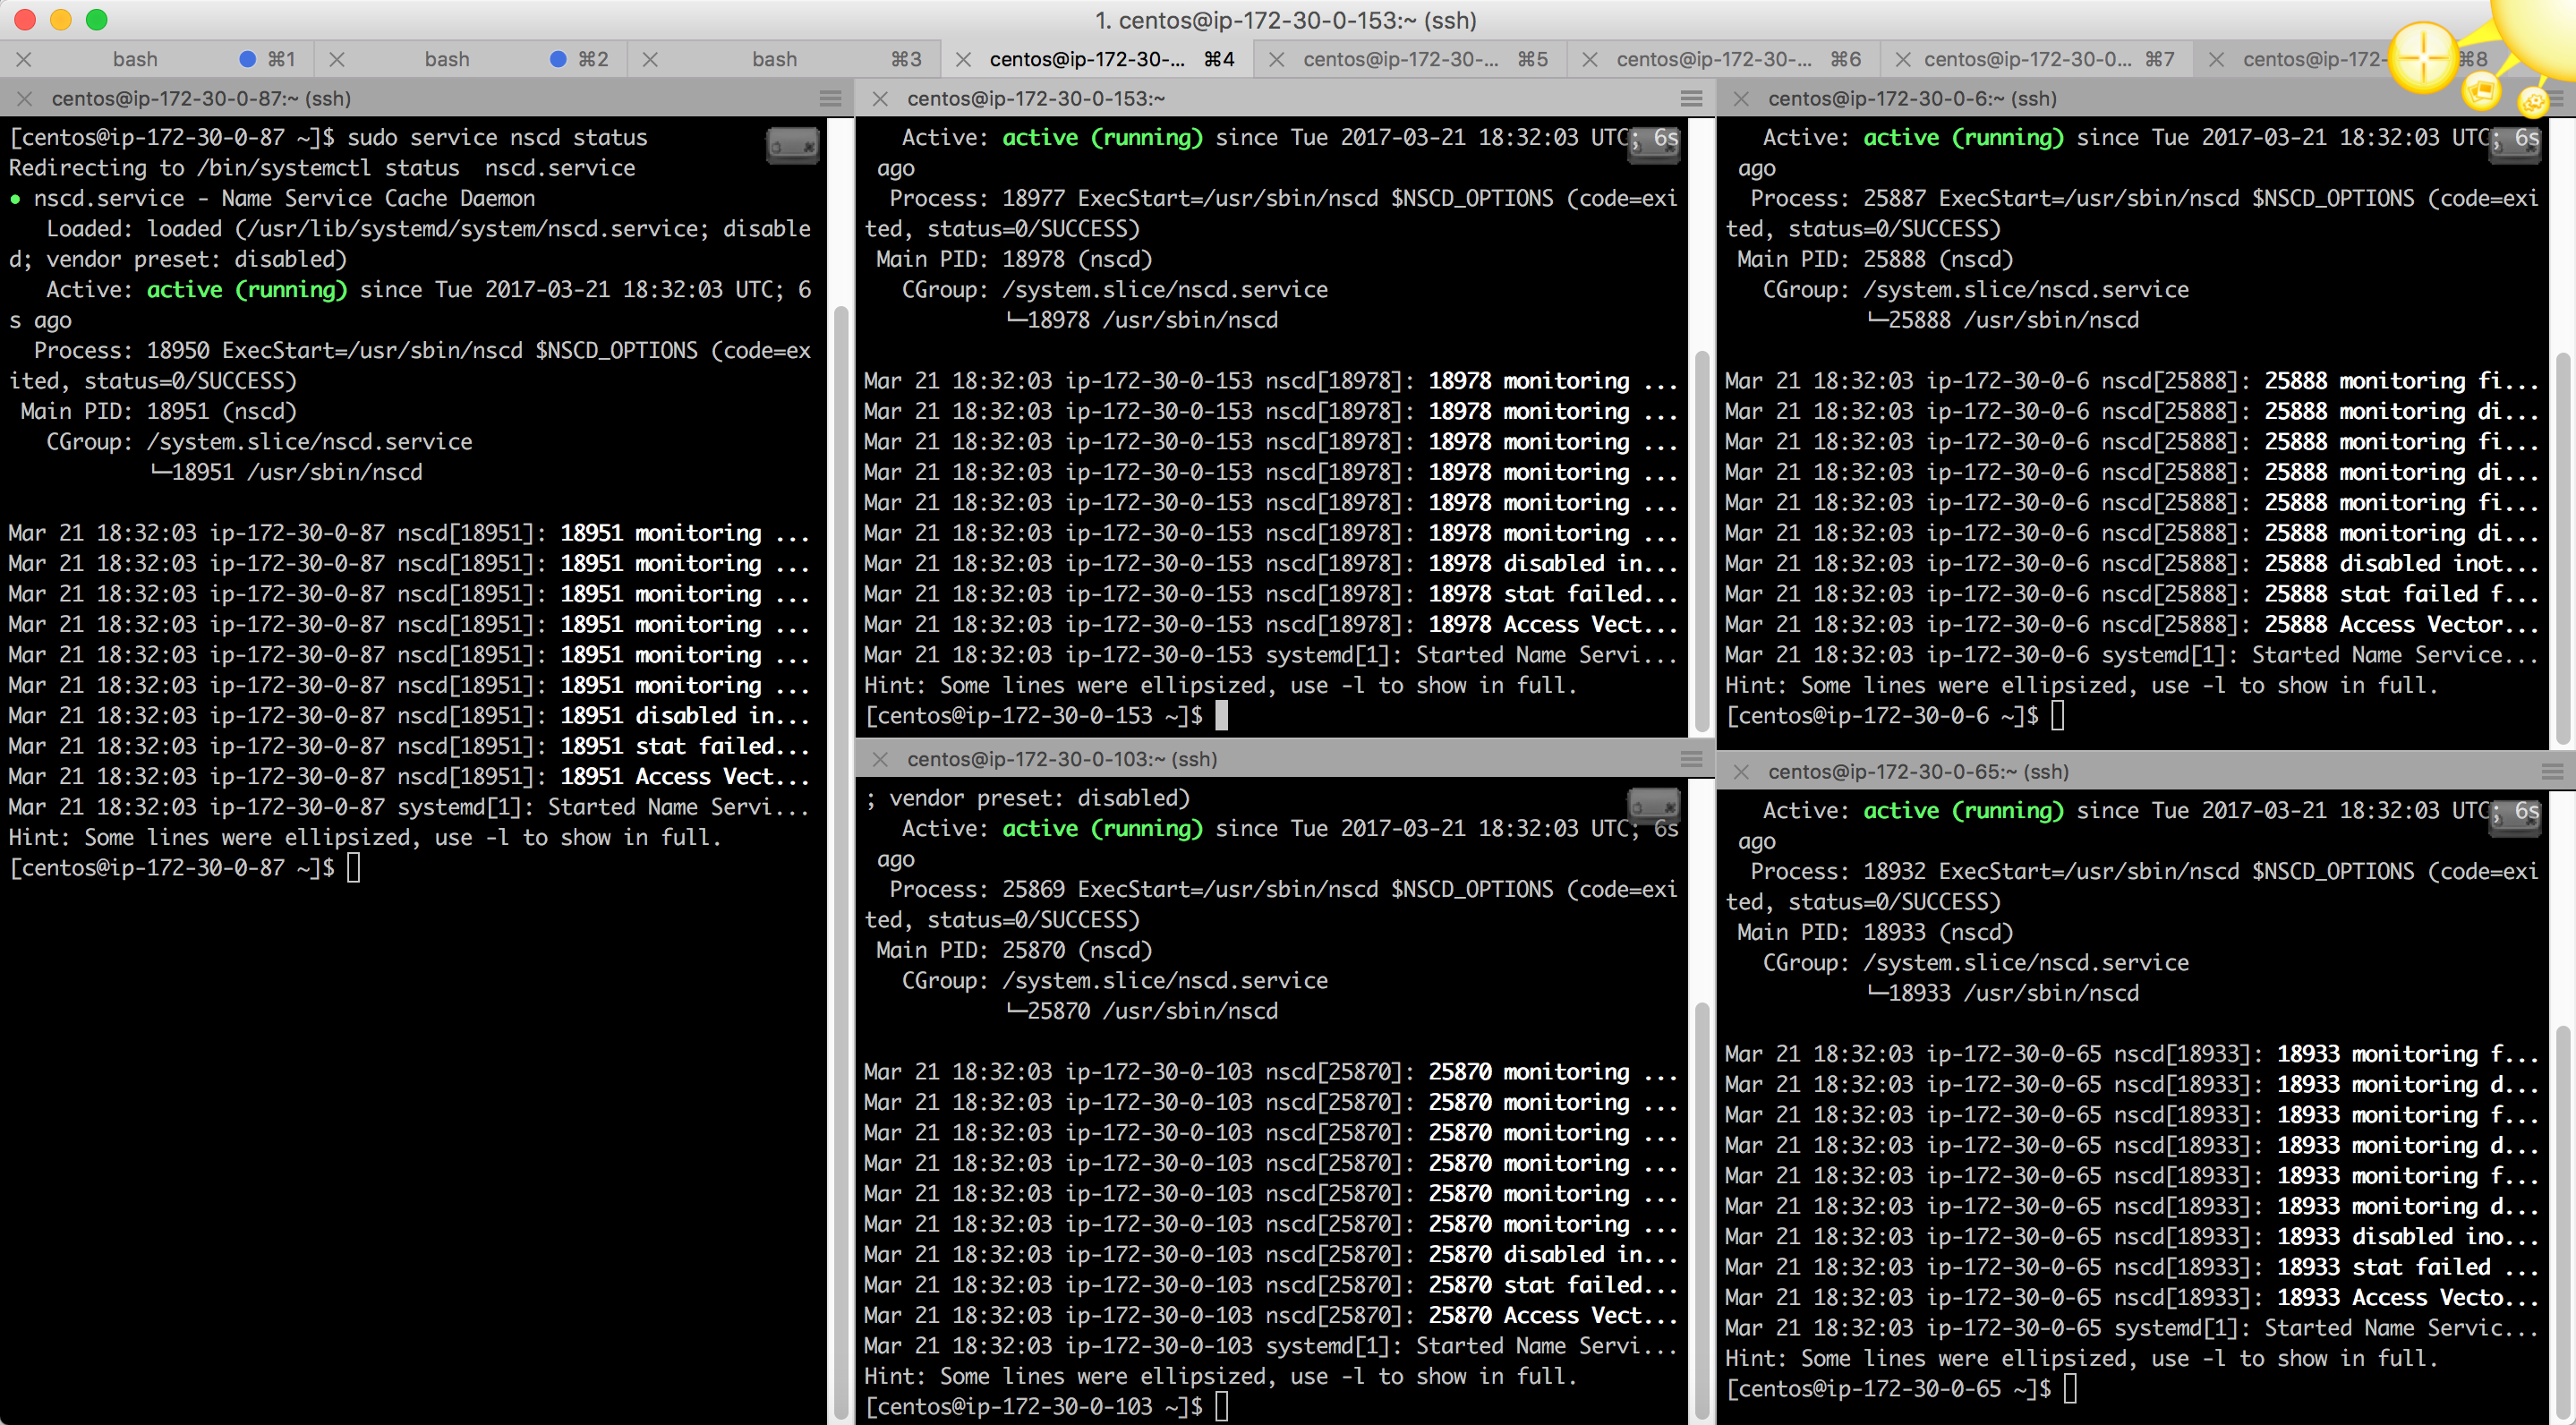 1. centos@ip-172-30-0-153:~ (ssh)
bash ⌘1 bash ⌘2 bash ⌘3 centos@ip-172-30-... ⌘4 centos@ip-172-30-... ⌘5 centos@ip-172-30-... ⌘6 centos@ip-172-30-0... ⌘7 centos@ip-172- ⌘8
centos@ip-172-30-0-87:~ (ssh)
[centos@ip-172-30-0-87 ~]$ sudo service nscd status
Redirecting to /bin/systemctl status  nscd.service
● nscd.service - Name Service Cache Daemon
Loaded: loaded (/usr/lib/systemd/system/nscd.service; disable
d; vendor preset: disabled)
Active: active (running) since Tue 2017-03-21 18:32:03 UTC; 6
s ago
Process: 18950 ExecStart=/usr/sbin/nscd $NSCD_OPTIONS (code=ex
ited, status=0/SUCCESS)
Main PID: 18951 (nscd)
CGroup: /system.slice/nscd.service
└─18951 /usr/sbin/nscd
Mar 21 18:32:03 ip-172-30-0-87 nscd[18951]: 18951 monitoring ...
Mar 21 18:32:03 ip-172-30-0-87 nscd[18951]: 18951 monitoring ...
Mar 21 18:32:03 ip-172-30-0-87 nscd[18951]: 18951 monitoring ...
Mar 21 18:32:03 ip-172-30-0-87 nscd[18951]: 18951 monitoring ...
Mar 21 18:32:03 ip-172-30-0-87 nscd[18951]: 18951 monitoring ...
Mar 21 18:32:03 ip-172-30-0-87 nscd[18951]: 18951 monitoring ...
Mar 21 18:32:03 ip-172-30-0-87 nscd[18951]: 18951 disabled in...
Mar 21 18:32:03 ip-172-30-0-87 nscd[18951]: 18951 stat failed...
Mar 21 18:32:03 ip-172-30-0-87 nscd[18951]: 18951 Access Vect...
Mar 21 18:32:03 ip-172-30-0-87 systemd[1]: Started Name Servi...
Hint: Some lines were ellipsized, use -l to show in full.
[centos@ip-172-30-0-87 ~]$
centos@ip-172-30-0-153:~
Active: active (running) since Tue 2017-03-21 18:32:03 UTC; 6s
ago
Process: 18977 ExecStart=/usr/sbin/nscd $NSCD_OPTIONS (code=exi
ted, status=0/SUCCESS)
Main PID: 18978 (nscd)
CGroup: /system.slice/nscd.service
└─18978 /usr/sbin/nscd
Mar 21 18:32:03 ip-172-30-0-153 nscd[18978]: 18978 monitoring ...
Mar 21 18:32:03 ip-172-30-0-153 nscd[18978]: 18978 monitoring ...
Mar 21 18:32:03 ip-172-30-0-153 nscd[18978]: 18978 monitoring ...
Mar 21 18:32:03 ip-172-30-0-153 nscd[18978]: 18978 monitoring ...
Mar 21 18:32:03 ip-172-30-0-153 nscd[18978]: 18978 monitoring ...
Mar 21 18:32:03 ip-172-30-0-153 nscd[18978]: 18978 monitoring ...
Mar 21 18:32:03 ip-172-30-0-153 nscd[18978]: 18978 disabled in...
Mar 21 18:32:03 ip-172-30-0-153 nscd[18978]: 18978 stat failed...
Mar 21 18:32:03 ip-172-30-0-153 nscd[18978]: 18978 Access Vect...
Mar 21 18:32:03 ip-172-30-0-153 systemd[1]: Started Name Servi...
Hint: Some lines were ellipsized, use -l to show in full.
[centos@ip-172-30-0-153 ~]$
centos@ip-172-30-0-103:~ (ssh)
; vendor preset: disabled)
Active: active (running) since Tue 2017-03-21 18:32:03 UTC; 6s
ago
Process: 25869 ExecStart=/usr/sbin/nscd $NSCD_OPTIONS (code=exi
ted, status=0/SUCCESS)
Main PID: 25870 (nscd)
CGroup: /system.slice/nscd.service
└─25870 /usr/sbin/nscd
Mar 21 18:32:03 ip-172-30-0-103 nscd[25870]: 25870 monitoring ...
Mar 21 18:32:03 ip-172-30-0-103 nscd[25870]: 25870 monitoring ...
Mar 21 18:32:03 ip-172-30-0-103 nscd[25870]: 25870 monitoring ...
Mar 21 18:32:03 ip-172-30-0-103 nscd[25870]: 25870 monitoring ...
Mar 21 18:32:03 ip-172-30-0-103 nscd[25870]: 25870 monitoring ...
Mar 21 18:32:03 ip-172-30-0-103 nscd[25870]: 25870 monitoring ...
Mar 21 18:32:03 ip-172-30-0-103 nscd[25870]: 25870 disabled in...
Mar 21 18:32:03 ip-172-30-0-103 nscd[25870]: 25870 stat failed...
Mar 21 18:32:03 ip-172-30-0-103 nscd[25870]: 25870 Access Vect...
Mar 21 18:32:03 ip-172-30-0-103 systemd[1]: Started Name Servi...
Hint: Some lines were ellipsized, use -l to show in full.
[centos@ip-172-30-0-103 ~]$
centos@ip-172-30-0-6:~ (ssh)
Active: active (running) since Tue 2017-03-21 18:32:03 UTC; 6s
ago
Process: 25887 ExecStart=/usr/sbin/nscd $NSCD_OPTIONS (code=exi
ted, status=0/SUCCESS)
Main PID: 25888 (nscd)
CGroup: /system.slice/nscd.service
└─25888 /usr/sbin/nscd
Mar 21 18:32:03 ip-172-30-0-6 nscd[25888]: 25888 monitoring fi...
Mar 21 18:32:03 ip-172-30-0-6 nscd[25888]: 25888 monitoring di...
Mar 21 18:32:03 ip-172-30-0-6 nscd[25888]: 25888 monitoring fi...
Mar 21 18:32:03 ip-172-30-0-6 nscd[25888]: 25888 monitoring di...
Mar 21 18:32:03 ip-172-30-0-6 nscd[25888]: 25888 monitoring fi...
Mar 21 18:32:03 ip-172-30-0-6 nscd[25888]: 25888 monitoring di...
Mar 21 18:32:03 ip-172-30-0-6 nscd[25888]: 25888 disabled inot...
Mar 21 18:32:03 ip-172-30-0-6 nscd[25888]: 25888 stat failed f...
Mar 21 18:32:03 ip-172-30-0-6 nscd[25888]: 25888 Access Vector...
Mar 21 18:32:03 ip-172-30-0-6 systemd[1]: Started Name Service...
Hint: Some lines were ellipsized, use -l to show in full.
[centos@ip-172-30-0-6 ~]$
centos@ip-172-30-0-65:~ (ssh)
Active: active (running) since Tue 2017-03-21 18:32:03 UTC; 6s
ago
Process: 18932 ExecStart=/usr/sbin/nscd $NSCD_OPTIONS (code=exi
ted, status=0/SUCCESS)
Main PID: 18933 (nscd)
CGroup: /system.slice/nscd.service
└─18933 /usr/sbin/nscd
Mar 21 18:32:03 ip-172-30-0-65 nscd[18933]: 18933 monitoring f...
Mar 21 18:32:03 ip-172-30-0-65 nscd[18933]: 18933 monitoring d...
Mar 21 18:32:03 ip-172-30-0-65 nscd[18933]: 18933 monitoring f...
Mar 21 18:32:03 ip-172-30-0-65 nscd[18933]: 18933 monitoring d...
Mar 21 18:32:03 ip-172-30-0-65 nscd[18933]: 18933 monitoring f...
Mar 21 18:32:03 ip-172-30-0-65 nscd[18933]: 18933 monitoring d...
Mar 21 18:32:03 ip-172-30-0-65 nscd[18933]: 18933 disabled ino...
Mar 21 18:32:03 ip-172-30-0-65 nscd[18933]: 18933 stat failed ...
Mar 21 18:32:03 ip-172-30-0-65 nscd[18933]: 18933 Access Vecto...
Mar 21 18:32:03 ip-172-30-0-65 systemd[1]: Started Name Servic...
Hint: Some lines were ellipsized, use -l to show in full.
[centos@ip-172-30-0-65 ~]$